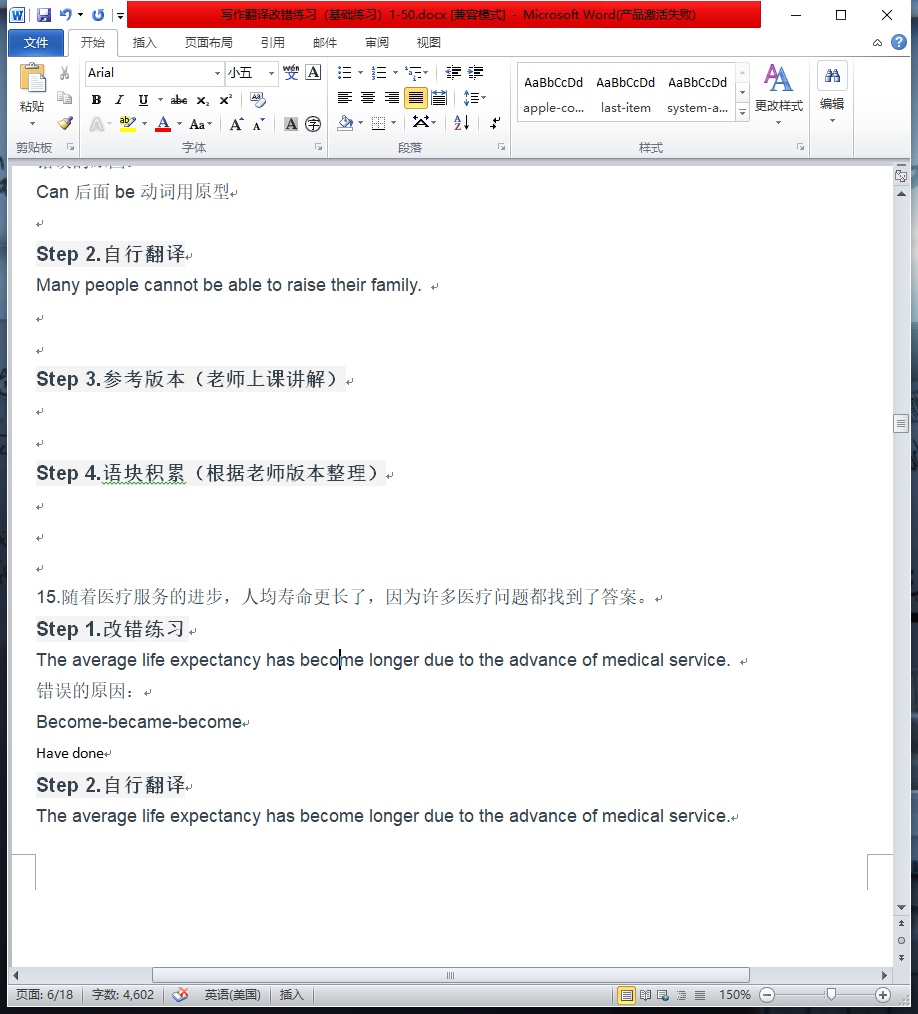 写作翻译改错练习（基础练习）1-50.docx [兼容模式] - Microsoft Word(产品激活失败)
文件 开始 插入 页面布局 引用 邮件 审阅 视图
粘贴
剪贴板
Arial 小五
字体
段落
AaBbCcDd AaBbCcDd AaBbCcDd
apple-co... last-item system-a...
更改样式
样式
编辑
Can 后面 be 动词用原型
Step 2.自行翻译
Many people cannot be able to raise their family.
Step 3.参考版本（老师上课讲解）
Step 4.语块积累（根据老师版本整理）
15.随着医疗服务的进步，人均寿命更长了，因为许多医疗问题都找到了答案。
Step 1.改错练习
The average life expectancy has become longer due to the advance of medical service.
错误的原因：
Become-became-become
Have done
Step 2.自行翻译
The average life expectancy has become longer due to the advance of medical service.
页面: 6/18 字数: 4,602 英语(美国) 插入 150%